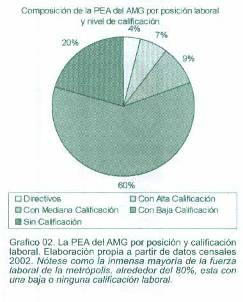 Composición de la PEA del AMG por posición laboral
y nivel de calificación
4%
7%
9%
20%
60%
Directivos
Con Alta Calificación
Con Mediana Calificación
Con Baja Calificación
Sin Calificación
Grafico 02. La PEA del AMG por posición y calificación
laboral. Elaboración propia a partir de datos censales
2002. Nótese como la inmensa mayoría de la fuerza
laboral de la metrópolis, alrededor del 80%, esta con
una baja o ninguna calificación laboral.